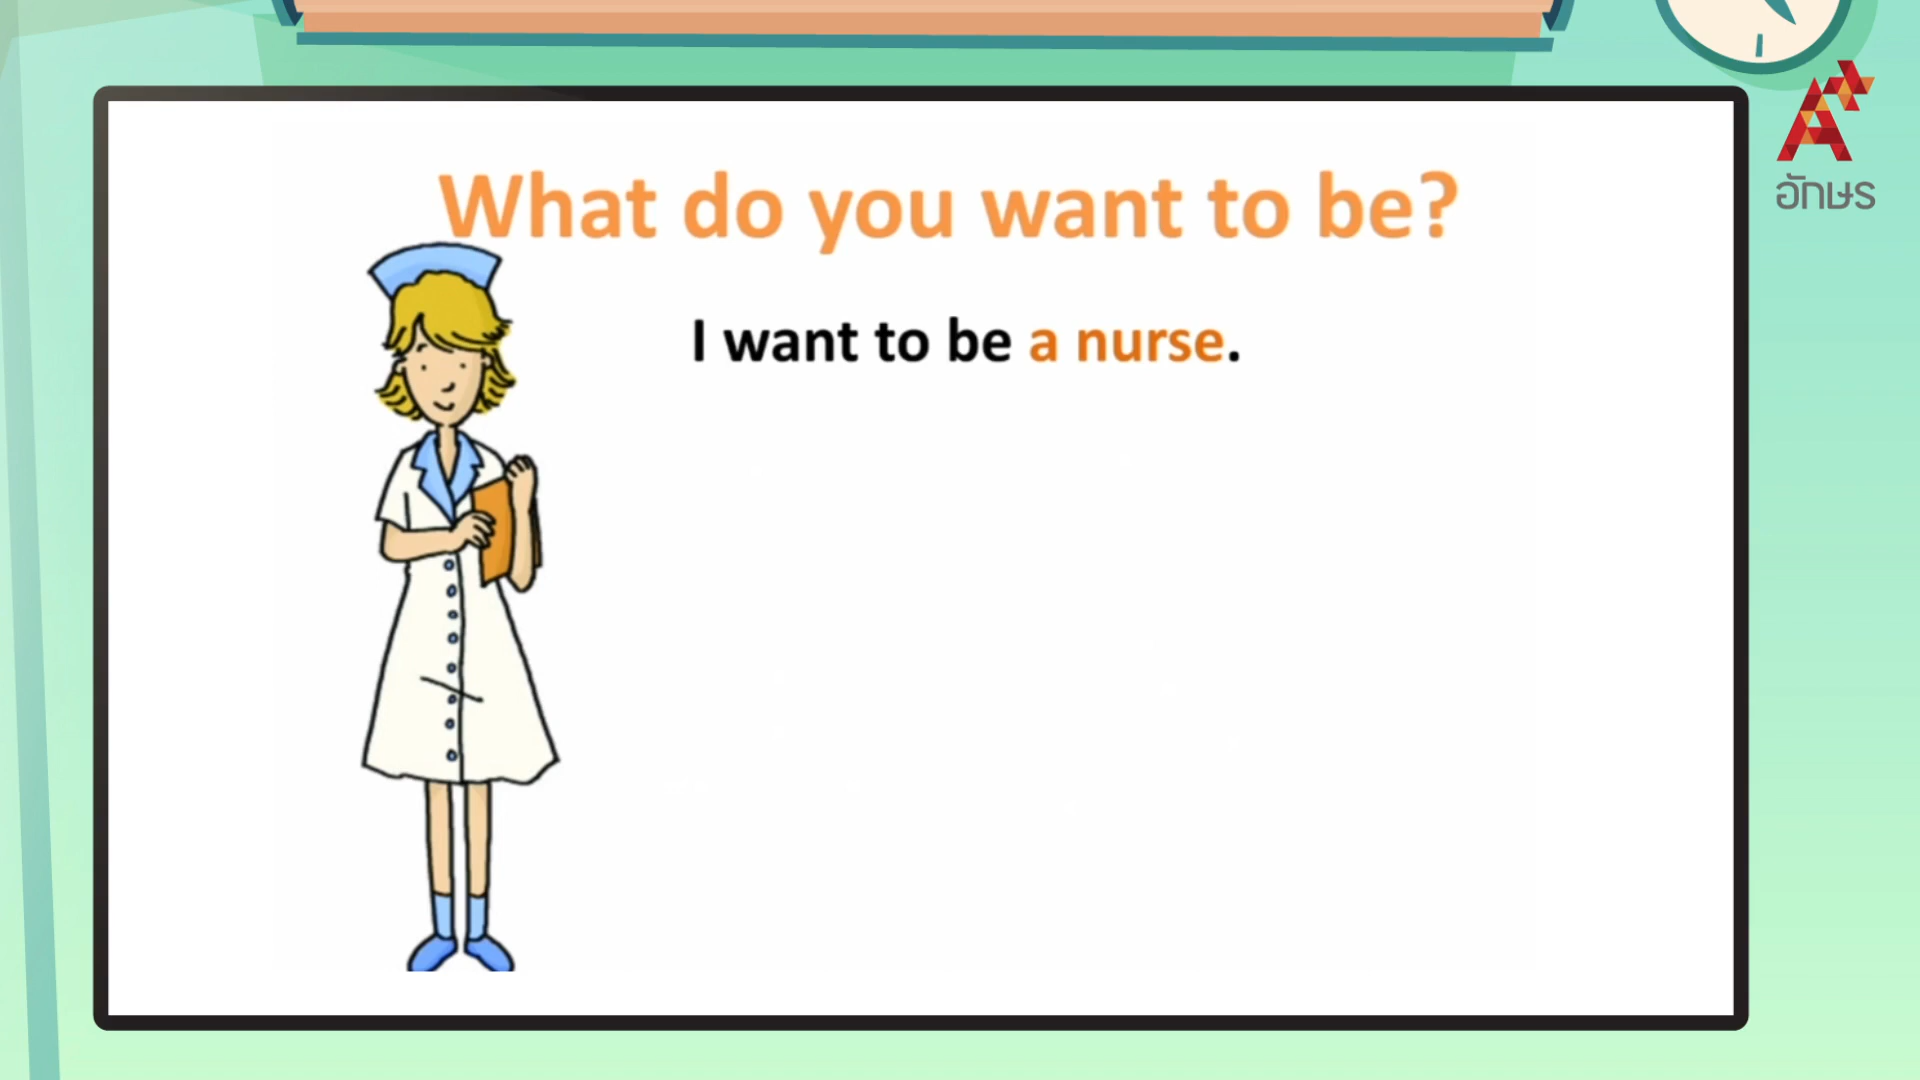 What do you want to be?
I want to be a nurse.
อักษร